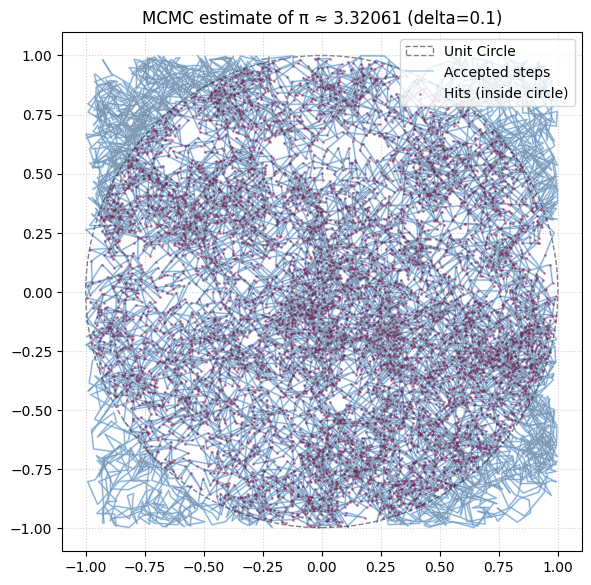 MCMC estimate of π ≈ 3.32061 (delta=0.1)
Unit Circle
Accepted steps
Hits (inside circle)
1.00
0.75
0.50
0.25
0.00
−0.25
−0.50
−0.75
−1.00
−1.00 −0.75 −0.50 −0.25 0.00 0.25 0.50 0.75 1.00